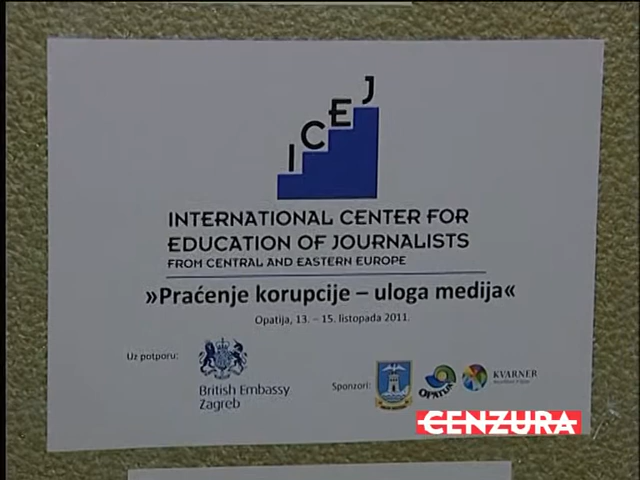 ICEJ
INTERNATIONAL CENTER FOR
EDUCATION OF JOURNALISTS
FROM CENTRAL AND EASTERN EUROPE
»Praćenje korupcije – uloga medija«
Opatija, 13. – 15. listopada 2011.
Uz potporu:
British Embassy
Zagreb
Sponzori:
OPATIJA
KVARNER
CENZURA